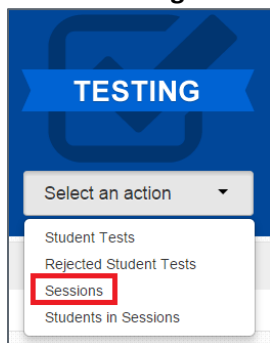 TESTING
Select an action
Student Tests
Rejected Student Tests
Sessions
Students in Sessions